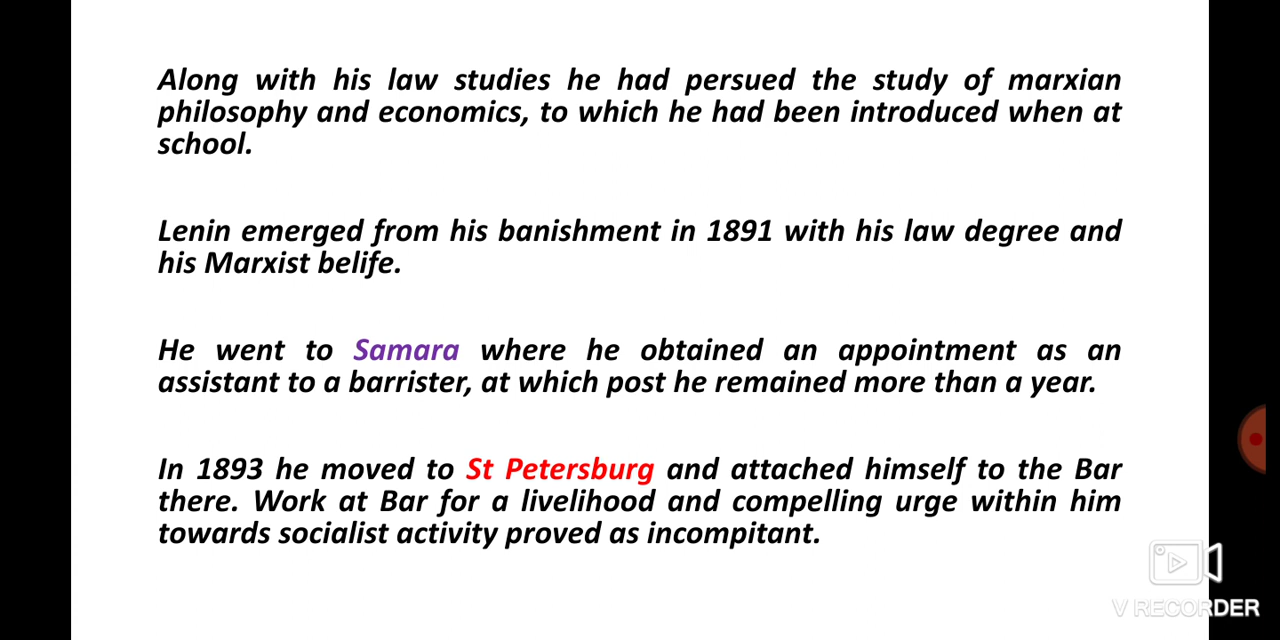 Along with his law studies he had persued the study of marxian
philosophy and economics, to which he had been introduced when at
school.
Lenin emerged from his banishment in 1891 with his law degree and
his Marxist belife.
He went to Samara where he obtained an appointment as an
assistant to a barrister, at which post he remained more than a year.
In 1893 he moved to St Petersburg and attached himself to the Bar
there. Work at Bar for a livelihood and compelling urge within him
towards socialist activity proved as incompitant.
V RECORDER